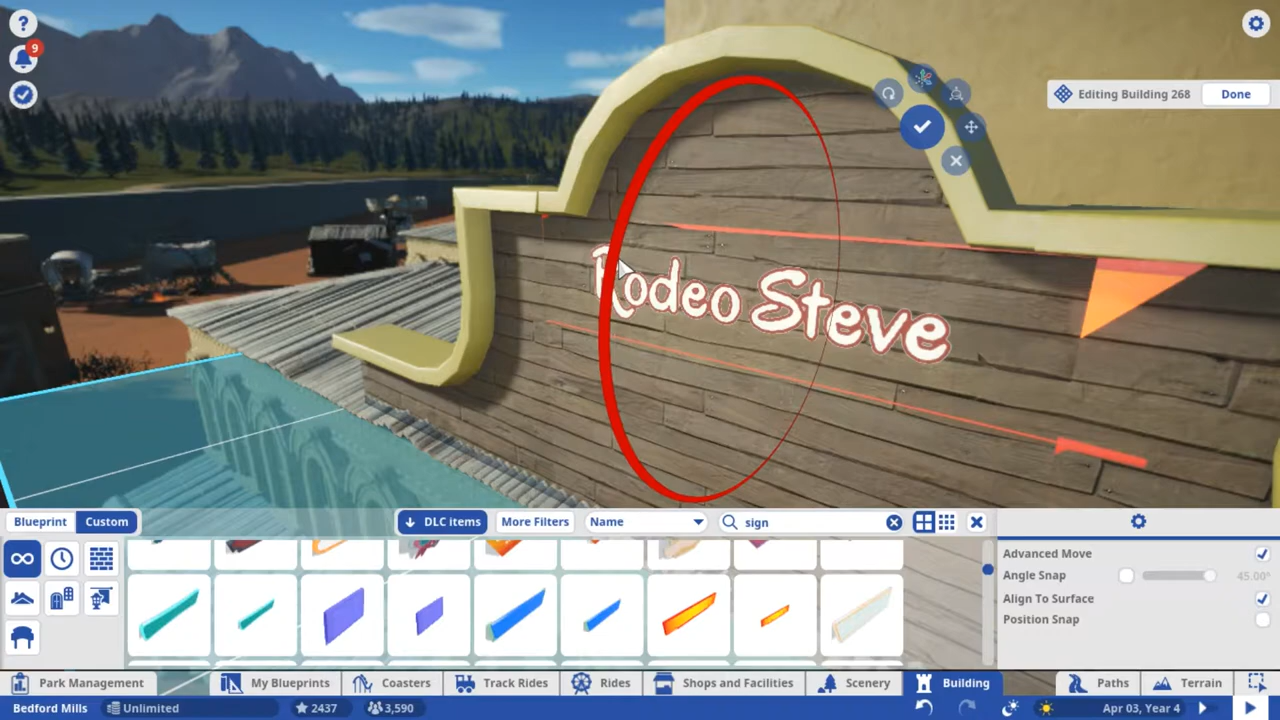 ?
9
Editing Building 268
Done
Rodeo Steve
Blueprint
Custom
DLC items
More Filters
Name
sign
Advanced Move
Angle Snap
45.00°
Align To Surface
Position Snap
Park Management
My Blueprints
Coasters
Track Rides
Rides
Shops and Facilities
Scenery
Building
Paths
Terrain
Bedford Mills
Unlimited
2437
3,590
Apr 03, Year 4